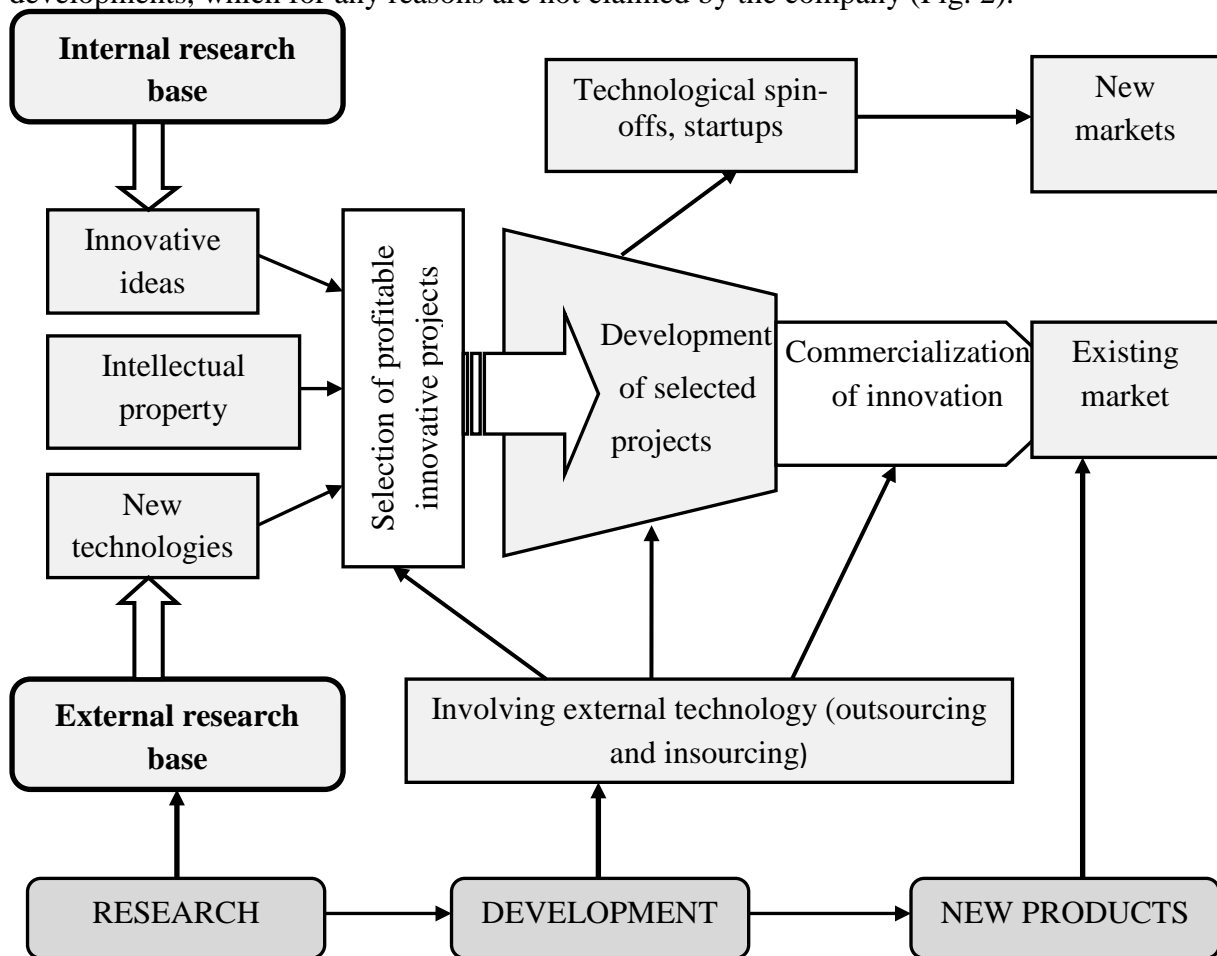 developments, which for any reasons are not claimed by the company (Fig. 2).
Internal research
base
Technological spin-
offs, startups
New
markets
Innovative
ideas
Intellectual
property
New
technologies
Selection of profitable
innovative projects
Development
of selected
projects
Commercialization
of innovation
Existing
market
External research
base
Involving external technology (outsourcing
and insourcing)
RESEARCH
DEVELOPMENT
NEW PRODUCTS